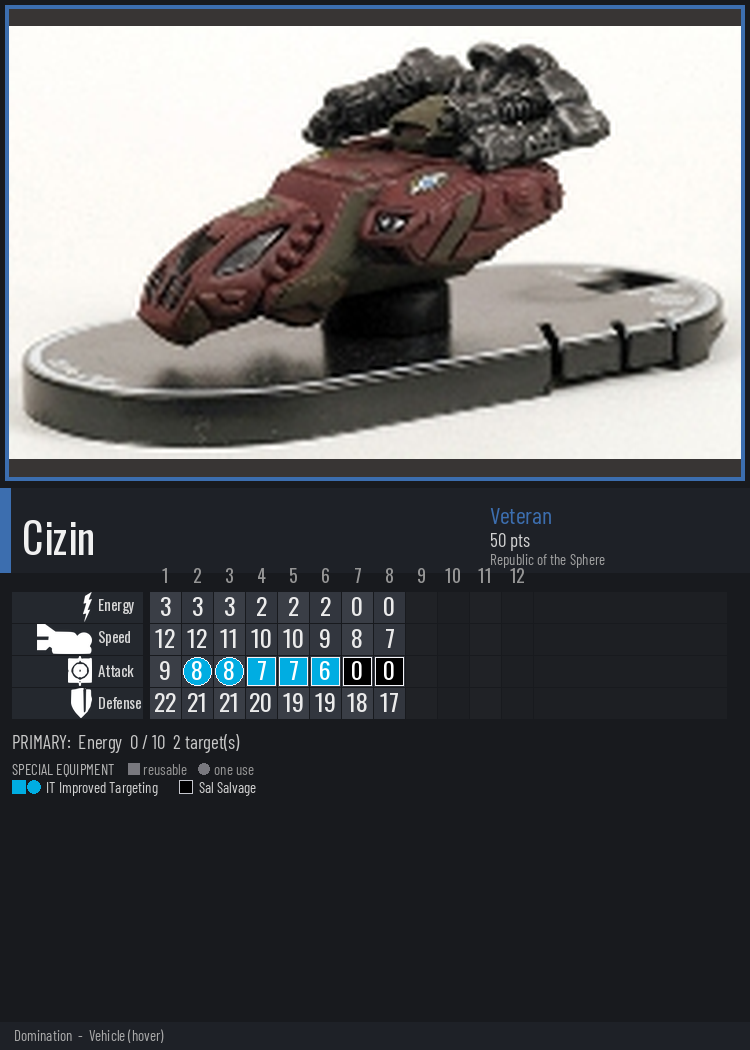 Cizin
Veteran
50 pts
Republic of the Sphere
1 2 3 4 5 6 7 8 9 10 11 12
Energy 3 3 3 2 2 2 0 0
Speed 12 12 11 10 10 9 8 7
Attack 9 8 8 7 7 6 0 0
Defense 22 21 21 20 19 19 18 17
PRIMARY: Energy 0 / 10 2 target(s)
SPECIAL EQUIPMENT reusable one use
IT Improved Targeting Sal Salvage
Domination - Vehicle (hover)